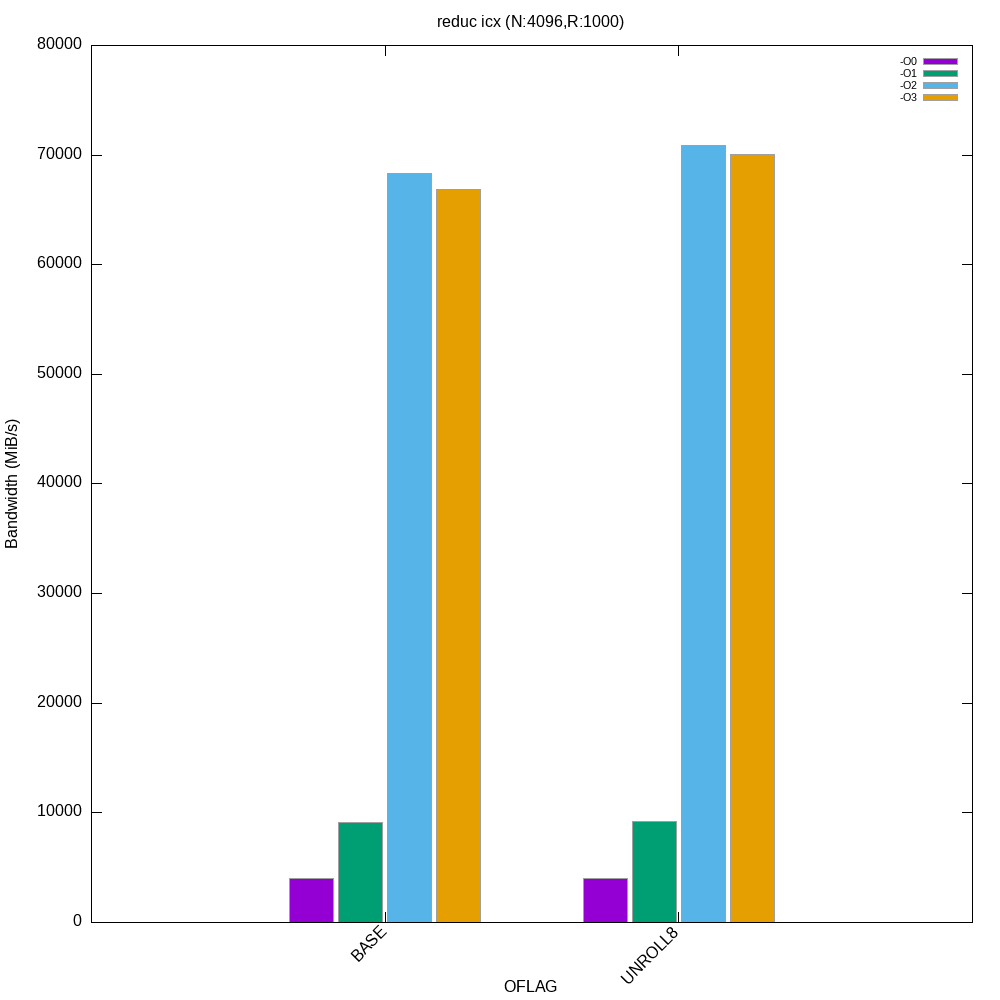 reduc icx (N:4096,R:1000)
80000
70000
60000
50000
40000
30000
20000
10000
0
Bandwidth (MiB/s)
-O0
-O1
-O2
-O3
BASE
UNROLL8
OFLAG